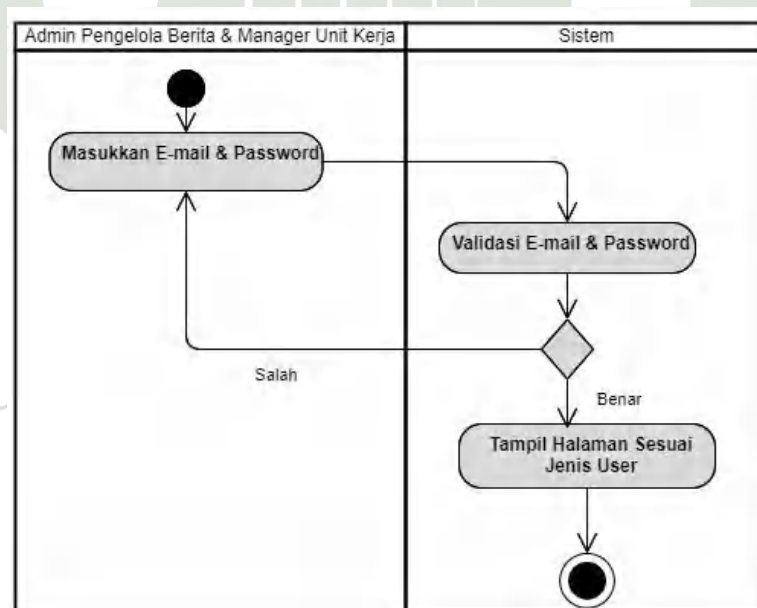 Admin Pengelola Berita & Manager Unit Kerja
Sistem
Masukkan E-mail & Password
Validasi E-mail & Password
Salah
Benar
Tampil Halaman Sesuai
Jenis User